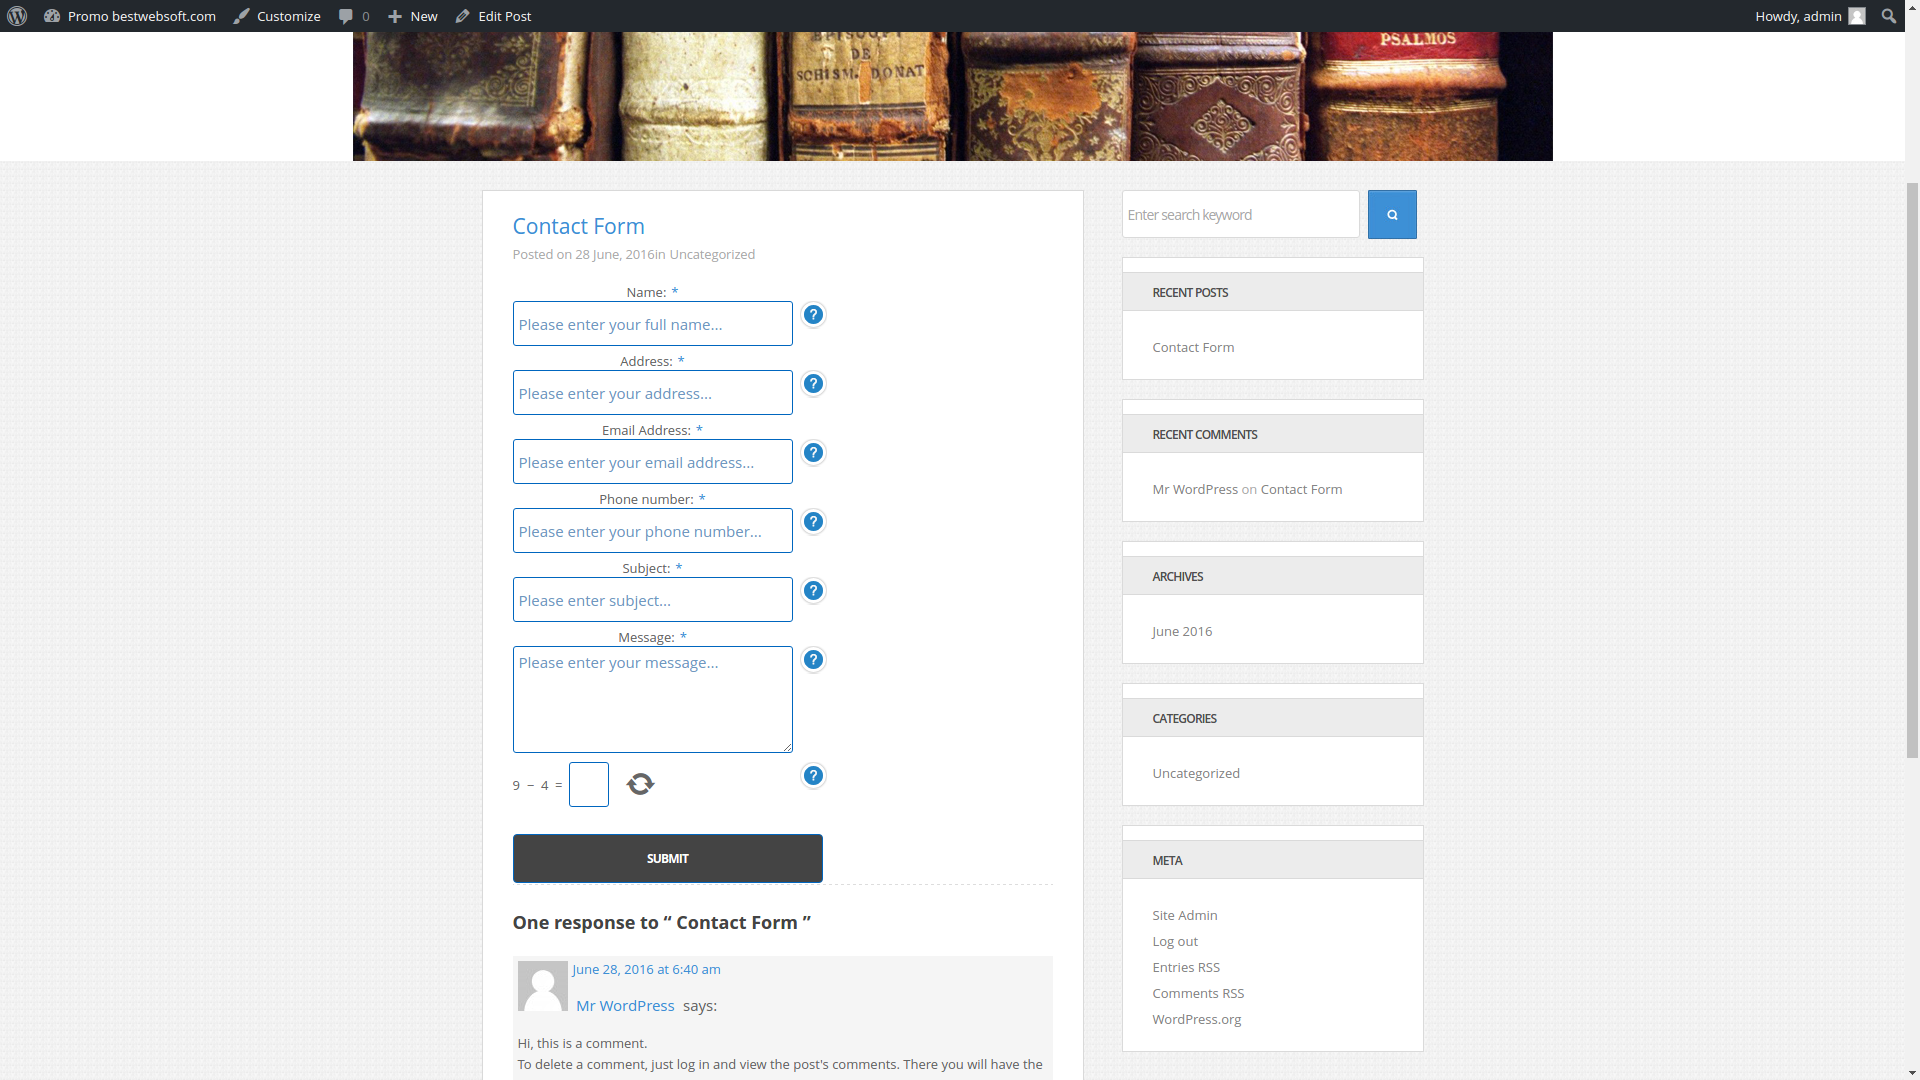 Promo bestwebsoft.com Customize 0 New Edit Post Howdy, admin
EPISCOPI
DE
SCHISM. DONAT
PSALMOS
Contact Form
Posted on 28 June, 2016in Uncategorized
Name: *
Please enter your full name...
?
Address: *
Please enter your address...
?
Email Address: *
Please enter your email address...
?
Phone number: *
Please enter your phone number...
?
Subject: *
Please enter subject...
?
Message: *
Please enter your message...
?
9 − 4 =
?
SUBMIT
One response to “ Contact Form ”
June 28, 2016 at 6:40 am
Mr WordPress says:
Hi, this is a comment.
To delete a comment, just log in and view the post's comments. There you will have the
Enter search keyword
RECENT POSTS
Contact Form
RECENT COMMENTS
Mr WordPress on Contact Form
ARCHIVES
June 2016
CATEGORIES
Uncategorized
META
Site Admin
Log out
Entries RSS
Comments RSS
WordPress.org